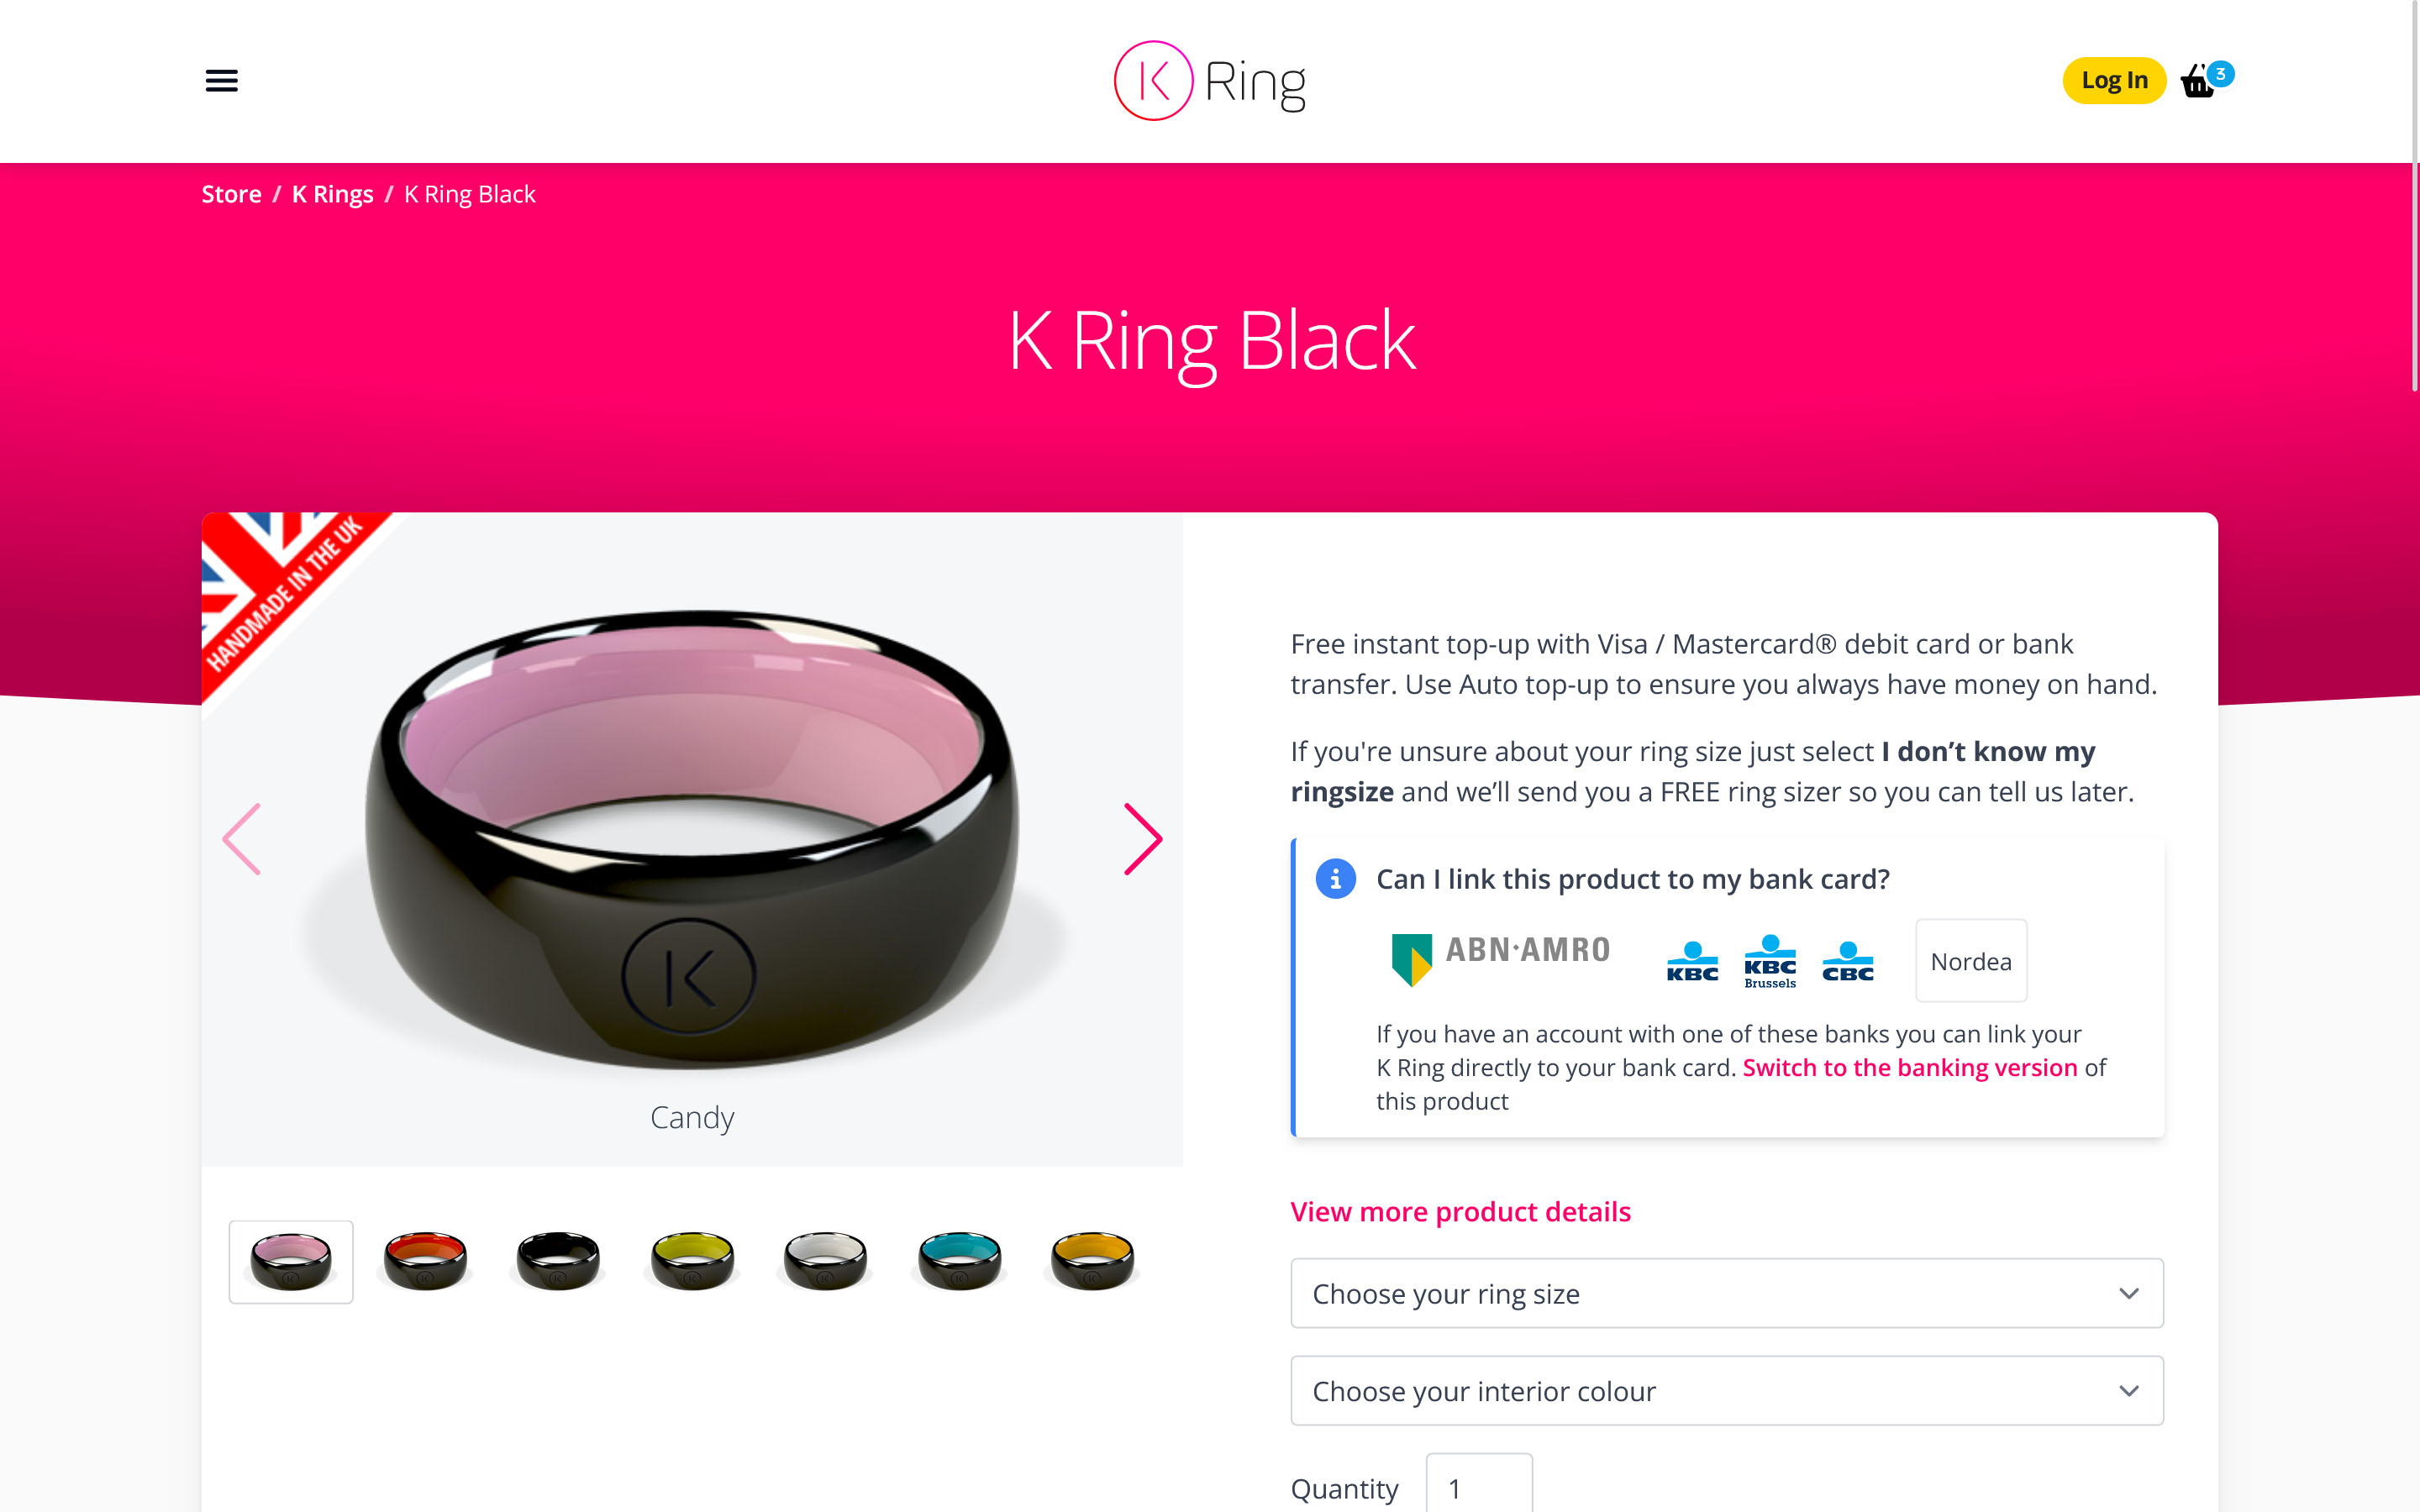 K Ring
Log In
3
Store / K Rings / K Ring Black
K Ring Black
HANDMADE IN THE UK
K
Candy
Free instant top-up with Visa / Mastercard® debit card or bank
transfer. Use Auto top-up to ensure you always have money on hand.
If you're unsure about your ring size just select I don’t know my
ringsize and we’ll send you a FREE ring sizer so you can tell us later.
Can I link this product to my bank card?
ABN·AMRO
KBC
KBC
Brussels
CBC
Nordea
If you have an account with one of these banks you can link your
K Ring directly to your bank card. Switch to the banking version of
this product
View more product details
Choose your ring size
Choose your interior colour
Quantity 1